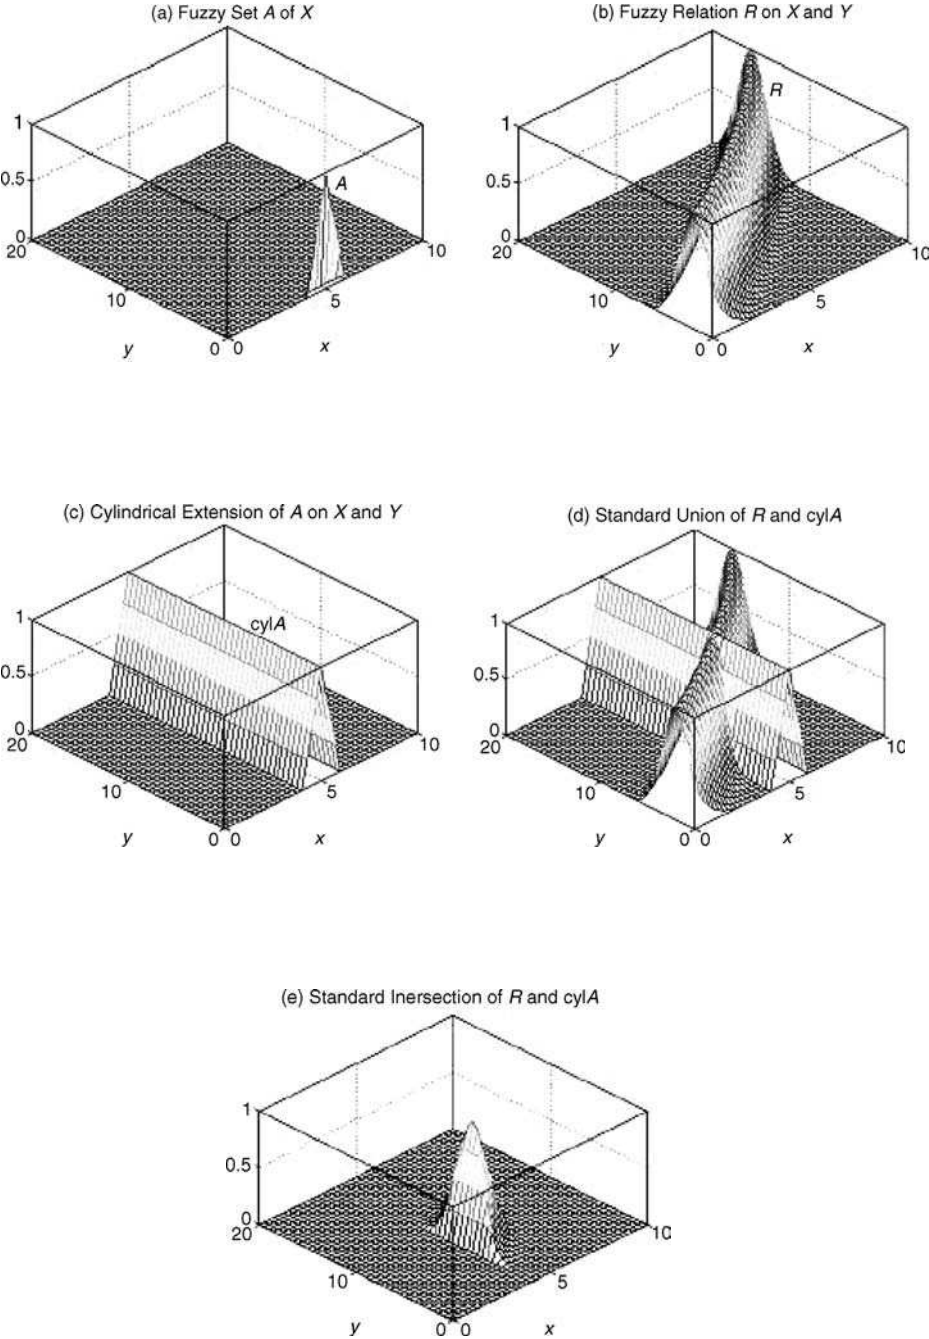 (a) Fuzzy Set A of X
1
0.5
0
20
10
0 0
5
10
y
x
A
(b) Fuzzy Relation R on X and Y
1
0.5
0
20
10
0 0
5
10
y
x
R
(c) Cylindrical Extension of A on X and Y
1
0.5
0
20
10
0 0
5
10
y
x
cylA
(d) Standard Union of R and cylA
1
0.5
0
20
10
0 0
5
10
y
x
(e) Standard Inersection of R and cylA
1
0.5
0
20
10
0 0
5
10
y
x